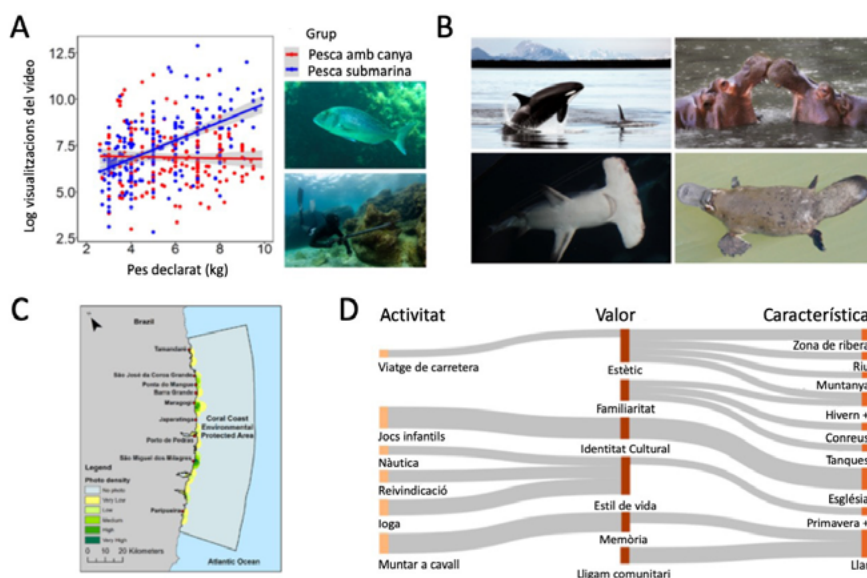 A
Log visualitzacions del vídeo
12.5
10.0
7.5
5.0
2.5
4
6
8
10
Pes declarat (kg)
Grup
Pesca amb canya
Pesca submarina
B
C
Brazil
Tamandaré
São José da Coroa Grande
Ponta do Mangue
Barra Grande
Maragogi
Japaratinga
Porto de Pedras
São Miguel dos Milagres
Paripueira
Coral Coast
Environmental
Protected Area
Legend
Photo density
No photo
Very Low
Low
Medium
High
Very High
0
10
20
Kilometers
Atlantic Ocean
D
Activitat
Valor
Característica
Viatge de carretera
Jocs infantils
Nàutica
Reivindicació
Ioga
Muntar a cavall
Estètic
Familiaritat
Identitat Cultural
Estil de vida
Memòria
Lligam comunitari
Zona de ribera
Riu
Muntanya
Hivern +
Conreus
Tanques
Església
Primavera +
Llar